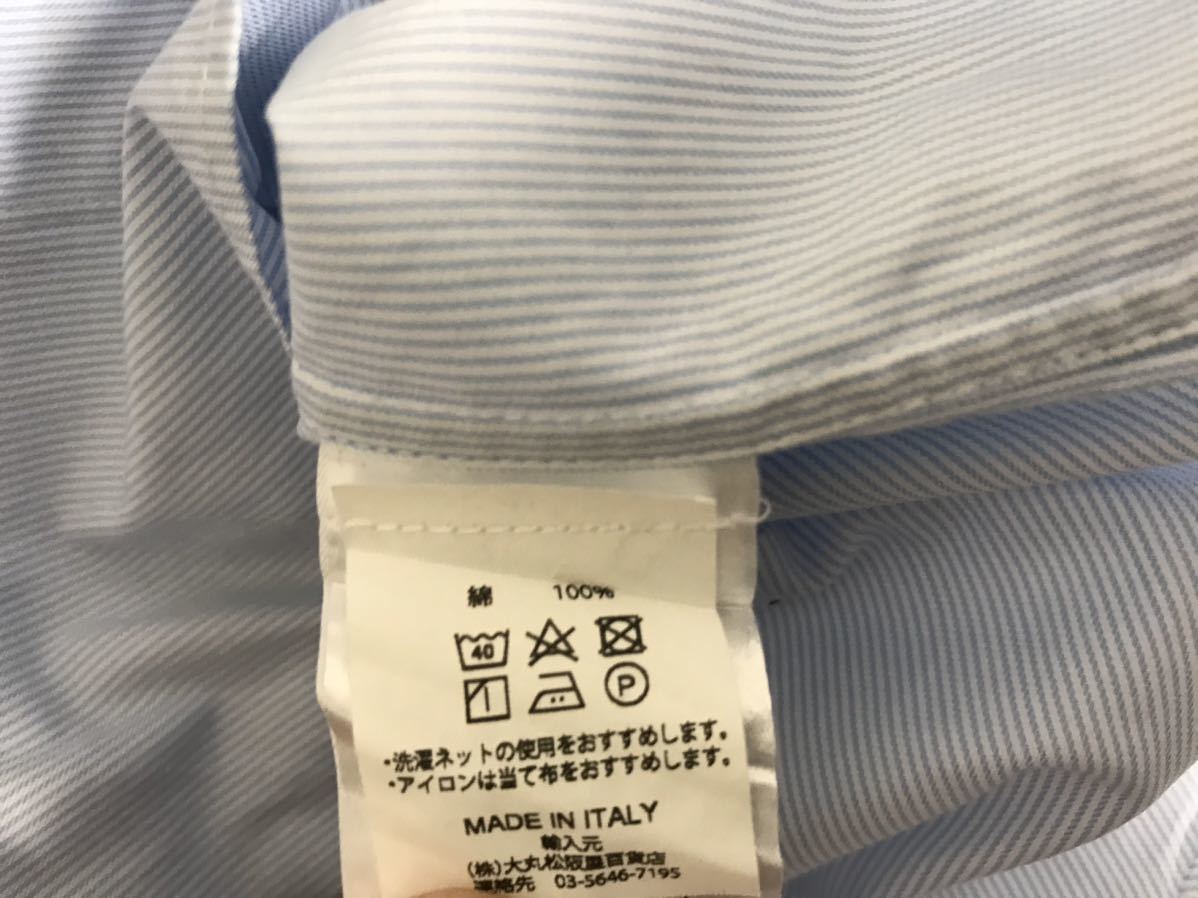 綿 100%
40
P
・洗濯ネットの使用をおすすめします。
・アイロンは当て布をおすすめします。
MADE IN ITALY
輸入元
(株)大丸松阪屋百貨店
連絡先 03-5646-7195